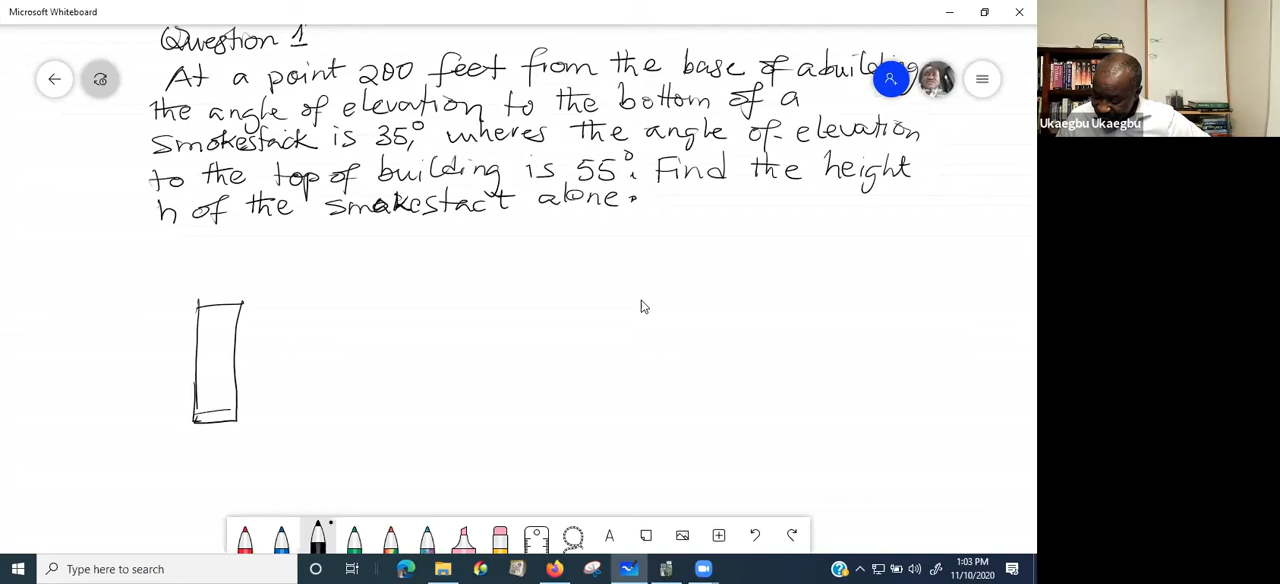 Microsoft Whiteboard
Question 1
At a point 200 feet from the base of a building,
the angle of elevation to the bottom of a
Ukaegbu Ukaegbu
smokestack is 35°, wheres the angle of elevation
to the top of building is 55°. Find the height
h of the smokestact alone.
A
Type here to search
1:03 PM
11/10/2020